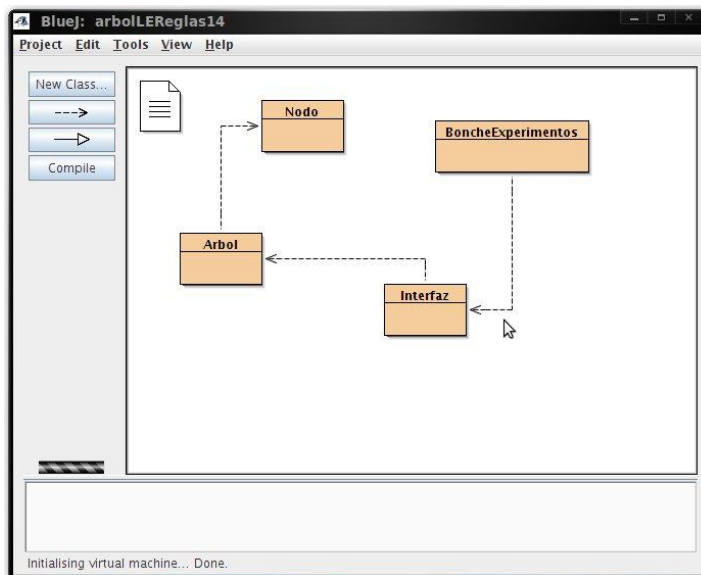 BlueJ: arbolLEReglas14
Project Edit Tools View Help
New Class...
Compile
Nodo
BoncheExperimentos
Arbol
Interfaz
Initialising virtual machine... Done.